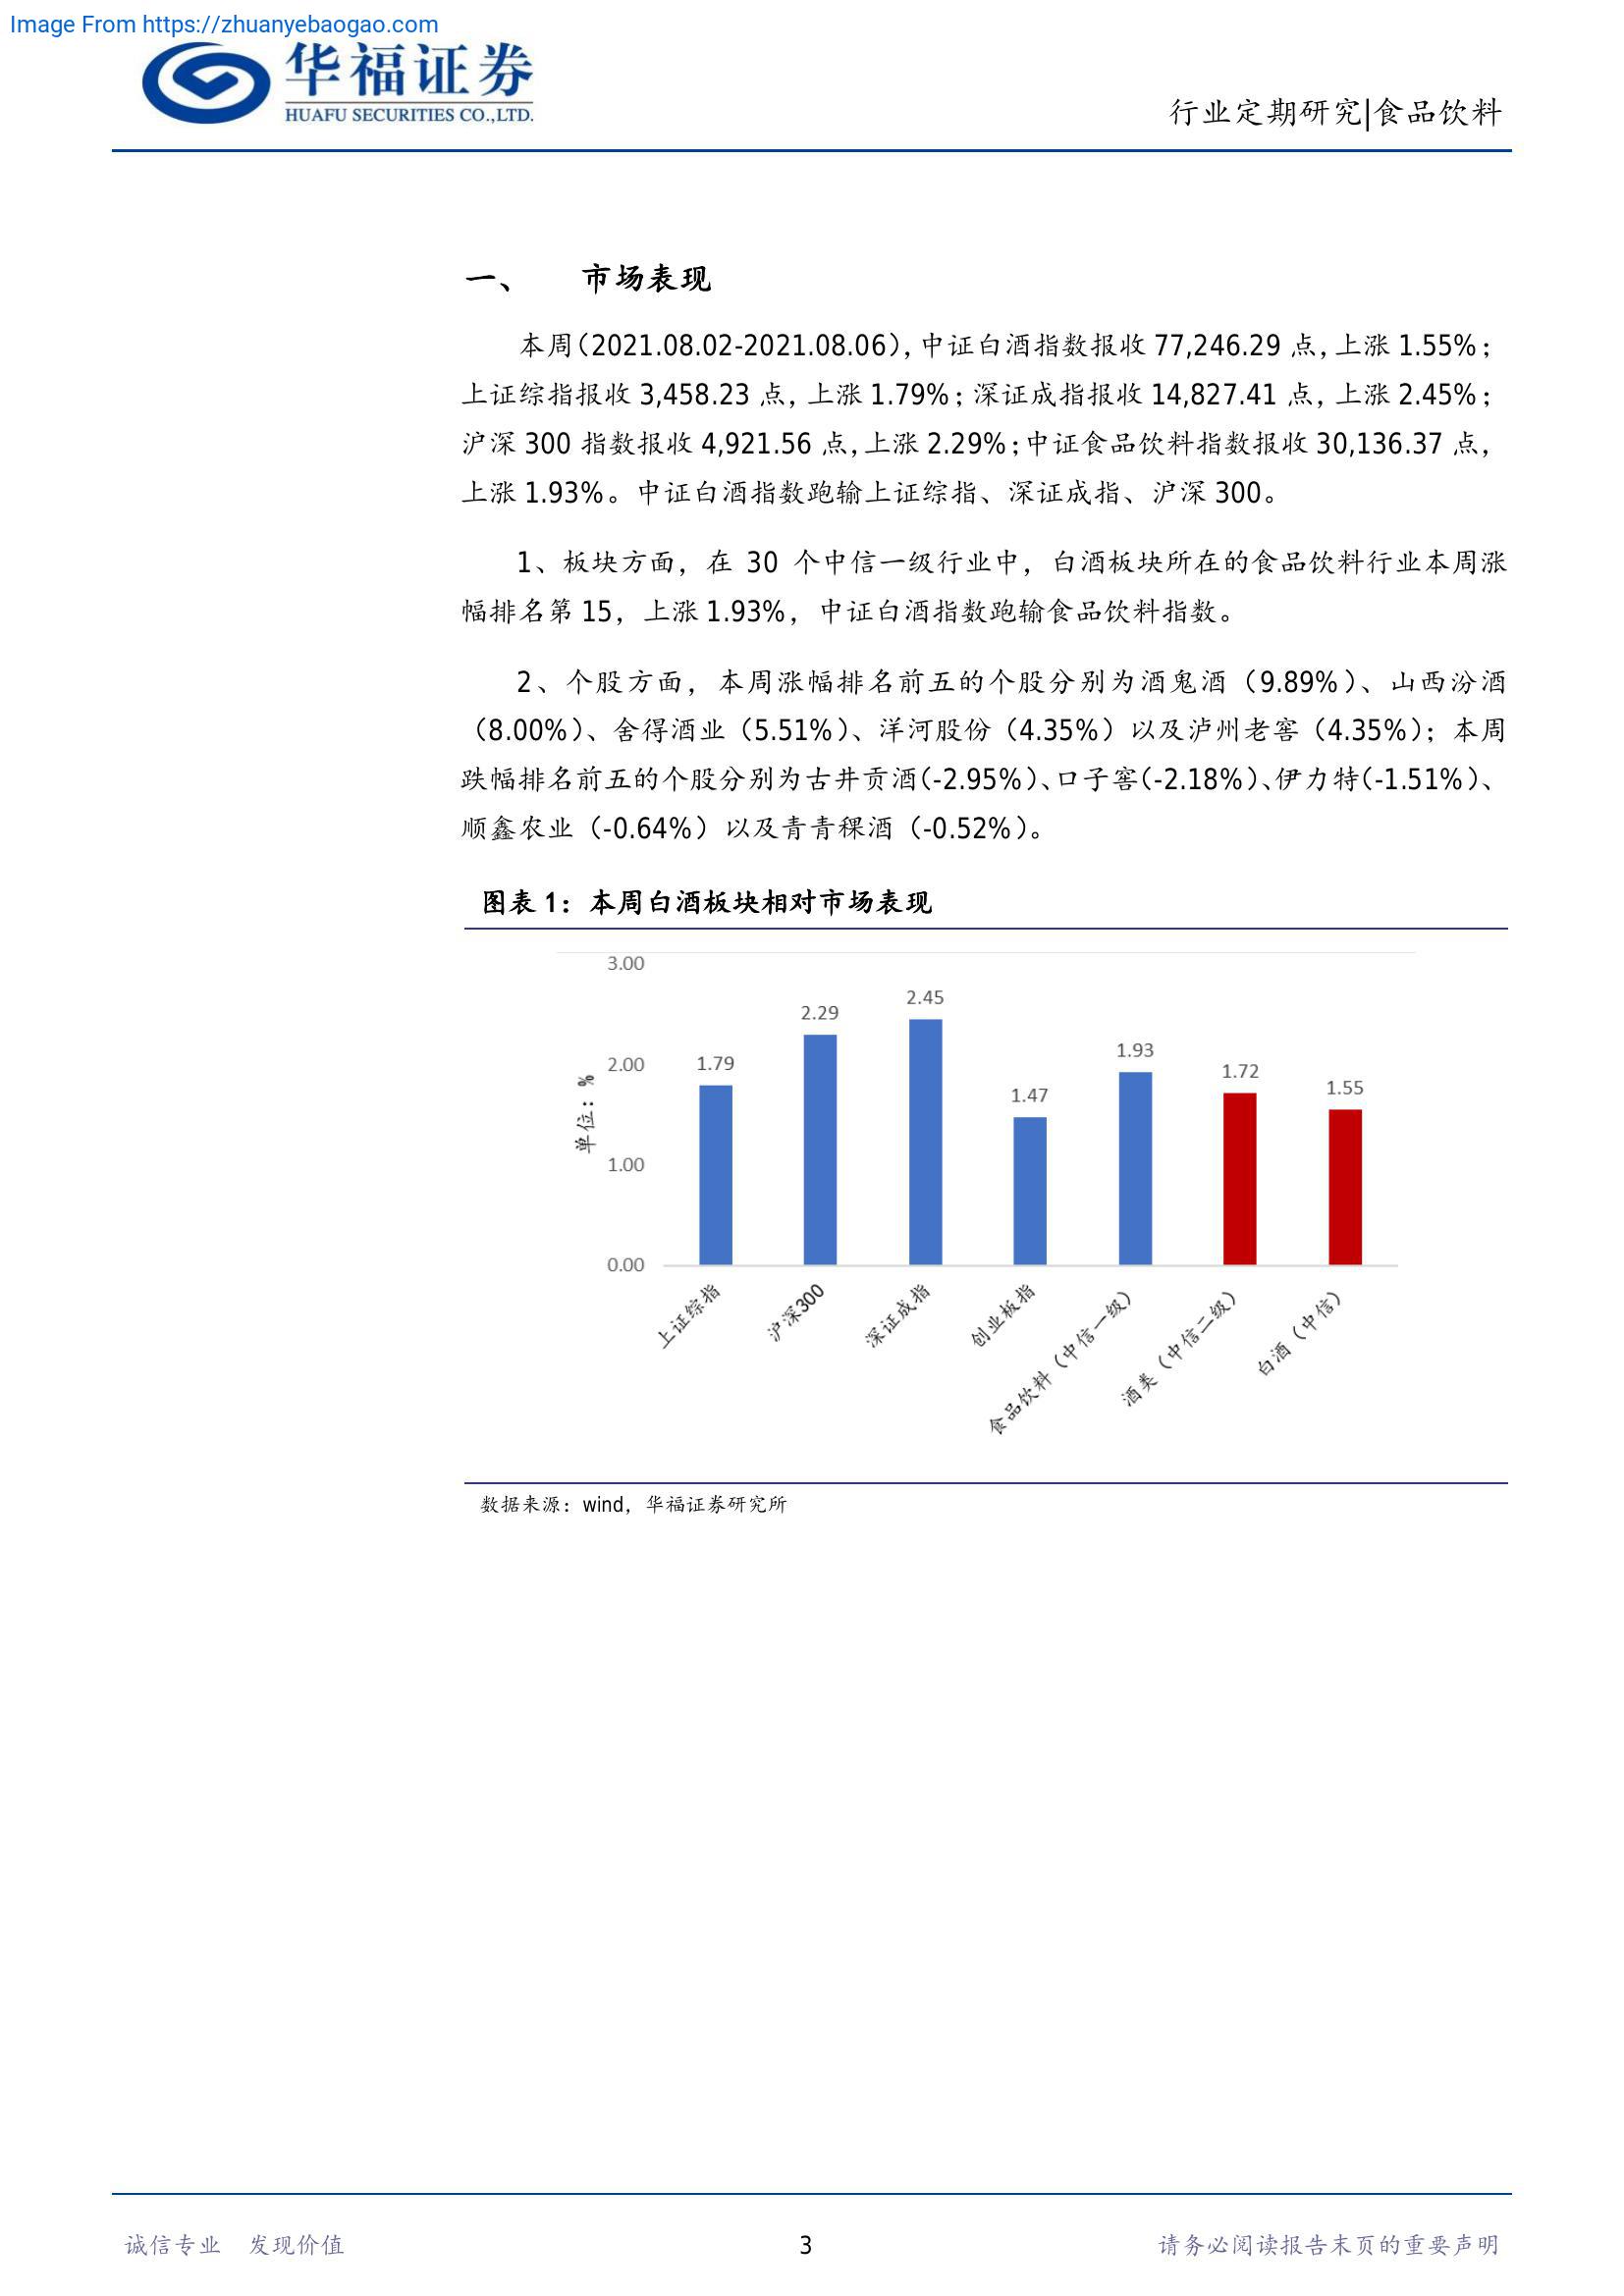 Image From https://zhuanyebaogao.com
华福证券
HUAFU SECURITIES CO.,LTD.
行业定期研究|食品饮料
一、 市场表现
本周（2021.08.02-2021.08.06），中证白酒指数报收 77,246.29 点，上涨 1.55%；
上证综指报收 3,458.23 点，上涨 1.79%；深证成指报收 14,827.41 点，上涨 2.45%；
沪深 300 指数报收 4,921.56 点，上涨 2.29%；中证食品饮料指数报收 30,136.37 点，
上涨 1.93%。中证白酒指数跑输上证综指、深证成指、沪深 300。
1、板块方面，在 30 个中信一级行业中，白酒板块所在的食品饮料行业本周涨
幅排名第 15，上涨 1.93%，中证白酒指数跑输食品饮料指数。
2、个股方面，本周涨幅排名前五的个股分别为酒鬼酒（9.89%）、山西汾酒
（8.00%）、舍得酒业（5.51%）、洋河股份（4.35%）以及泸州老窖（4.35%）；本周
跌幅排名前五的个股分别为古井贡酒（-2.95%）、口子窖（-2.18%）、伊力特（-1.51%）、
顺鑫农业（-0.64%）以及青青稞酒（-0.52%）。
图表 1：本周白酒板块相对市场表现
3.00
2.00
1.00
0.00
单位：%
1.79
2.29
2.45
1.47
1.93
1.72
1.55
上证综指
沪深300
深证成指
创业板指
食品饮料（中信一级）
酒类（中信二级）
白酒（中信）
数据来源：wind，华福证券研究所
诚信专业 发现价值
3
请务必阅读报告末页的重要声明